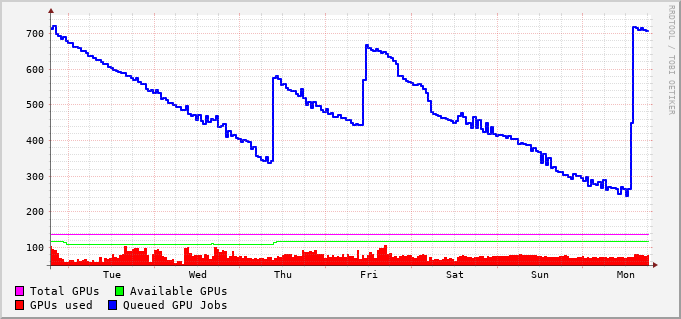 RRDTOOL / TOBI OETIKER
700
600
500
400
300
200
100
Tue Wed Thu Fri Sat Sun Mon
Total GPUs Available GPUs
GPUs used Queued GPU Jobs